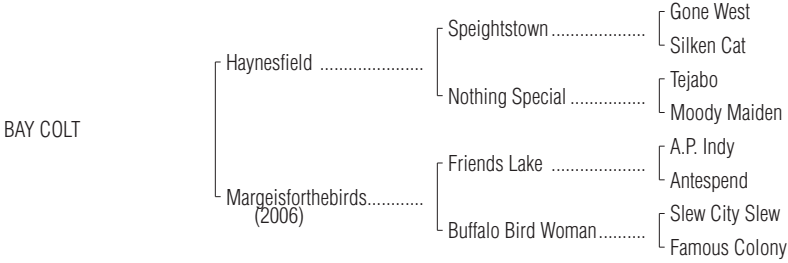 Gone West
Speightstown ....................
Silken Cat
Haynesfield ......................
Tejabo
Nothing Special ................
Moody Maiden
BAY COLT
A.P. Indy
Friends Lake ....................
Antespend
Margeisforthebirds............
(2006)
Slew City Slew
Buffalo Bird Woman..........
Famous Colony